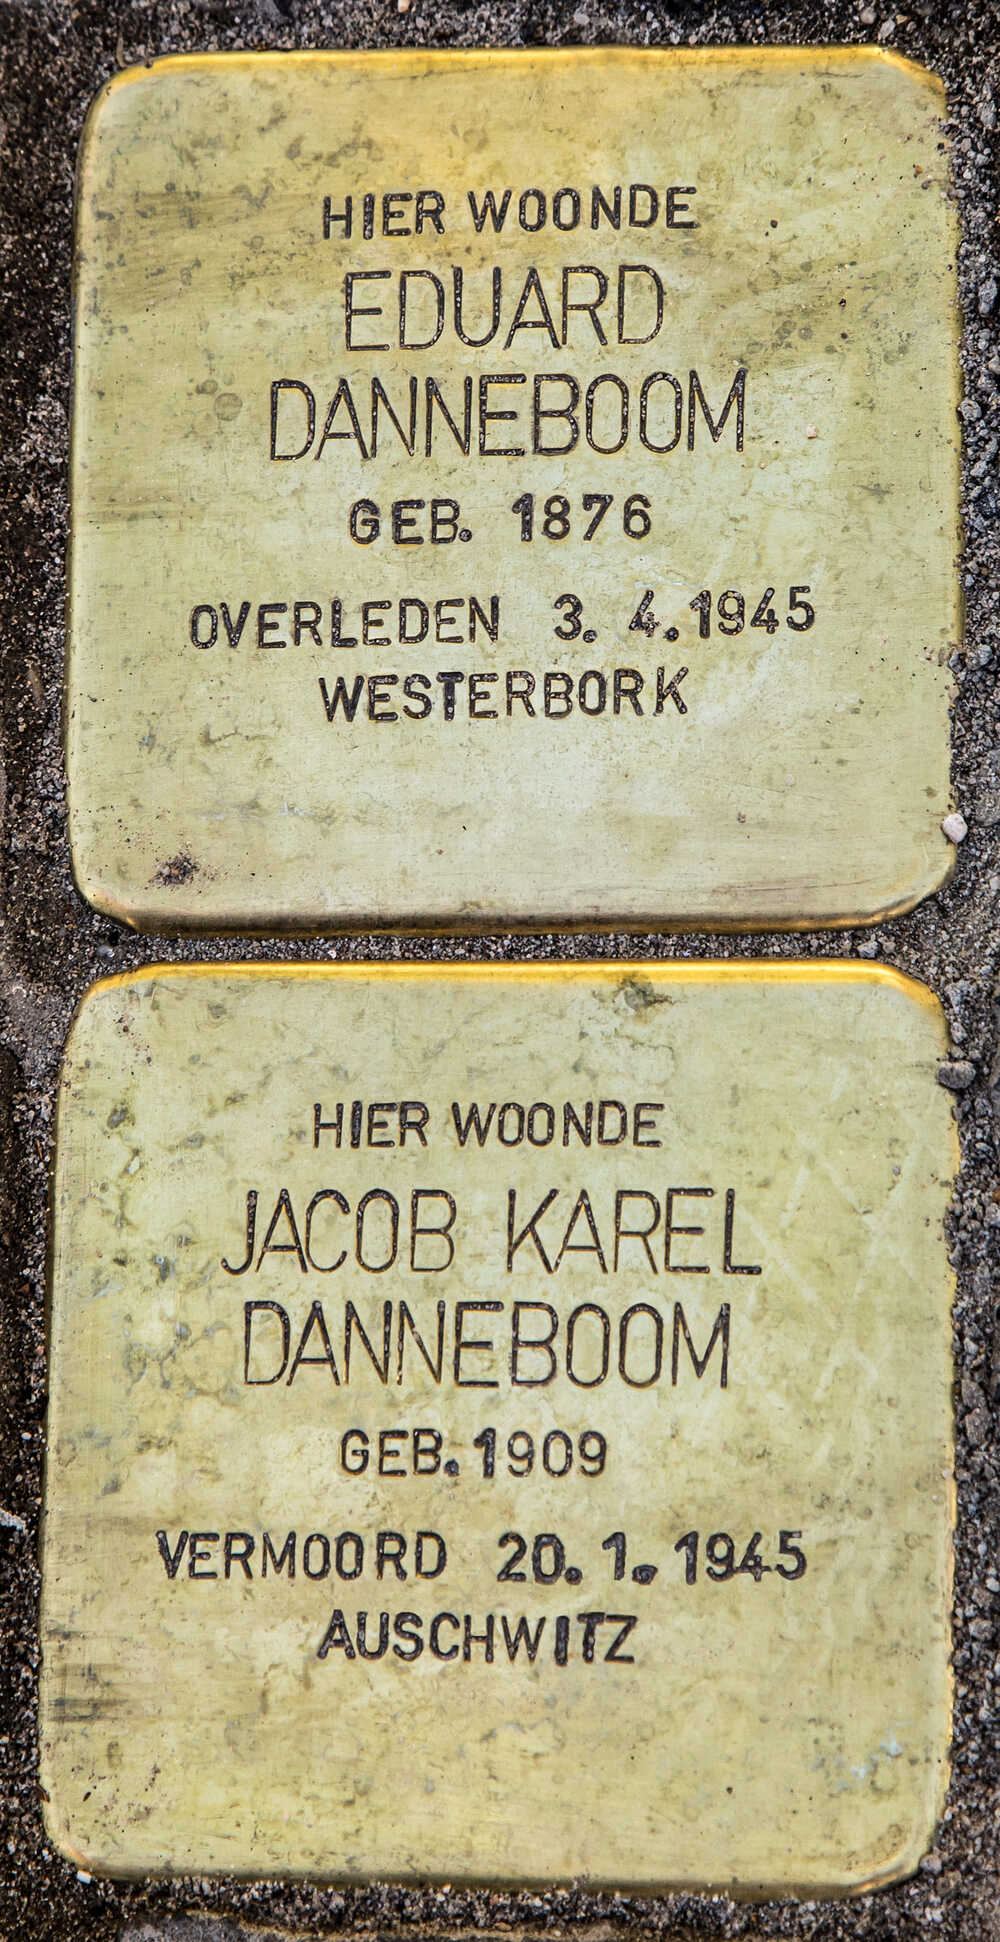 HIER WOONDE
EDUARD
DANNEBOOM
GEB. 1876
OVERLEDEN 3. 4. 1945
WESTERBORK
HIER WOONDE
JACOB KAREL
DANNEBOOM
GEB. 1909
VERMOORD 20. 1. 1945
AUSCHWITZ